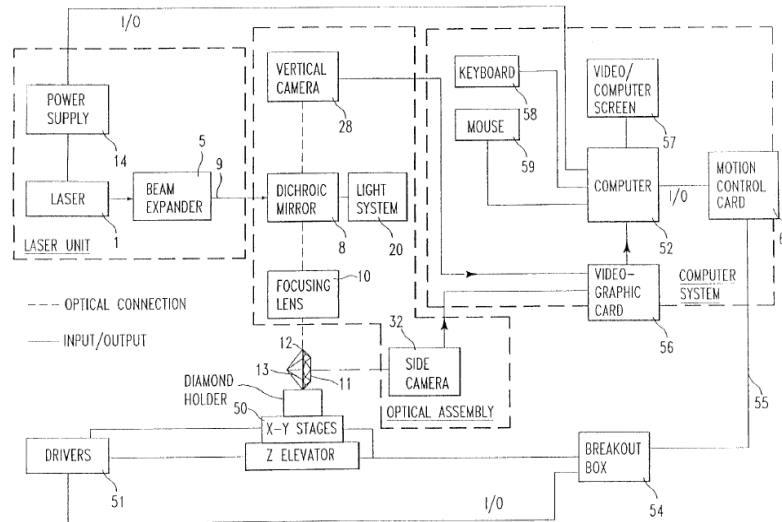 I/O
POWER
SUPPLY
14
LASER
1
5
BEAM
EXPANDER
9
LASER UNIT
VERTICAL
CAMERA
28
DICHROIC
MIRROR
8
LIGHT
SYSTEM
20
10
FOCUSING
LENS
KEYBOARD
58
MOUSE
59
VIDEO/
COMPUTER
SCREEN
57
COMPUTER
52
I/O
MOTION
CONTROL
CARD
VIDEO-
GRAPHIC
CARD
56
COMPUTER
SYSTEM
OPTICAL CONNECTION
INPUT/OUTPUT
12
13
11
32
SIDE
CAMERA
OPTICAL ASSEMBLY
DIAMOND
HOLDER
50
X-Y STAGES
Z ELEVATOR
DRIVERS
51
I/O
BREAKOUT
BOX
54
55